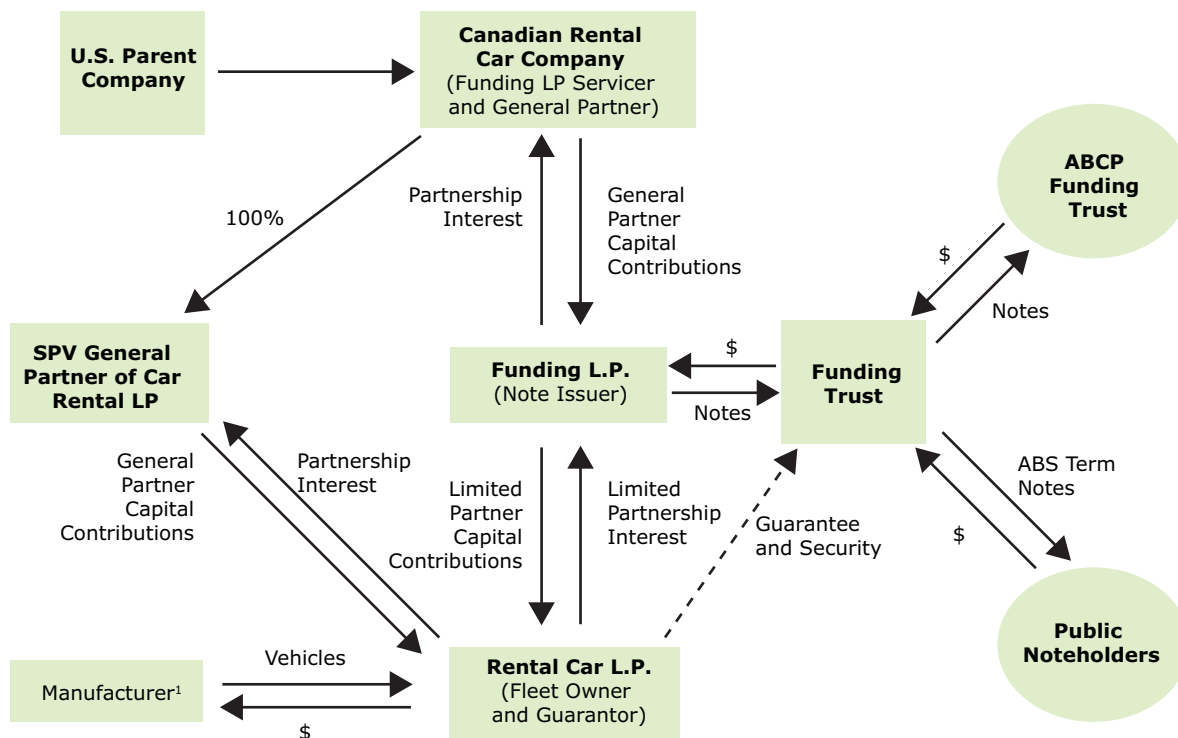 U.S. Parent
Company
Canadian Rental
Car Company
(Funding LP Servicer
and General Partner)
ABCP
Funding
Trust
100%
Partnership
Interest
General
Partner
Capital
Contributions
$
Notes
SPV General
Partner of Car
Rental LP
Funding L.P.
(Note Issuer)
$
Notes
Funding
Trust
General
Partner
Capital
Contributions
Partnership
Interest
Limited
Partner
Capital
Contributions
Limited
Partnership
Interest
Guarantee
and Security
ABS Term
Notes
$
Public
Noteholders
Manufacturer¹
Vehicles
$
Rental Car L.P.
(Fleet Owner
and Guarantor)